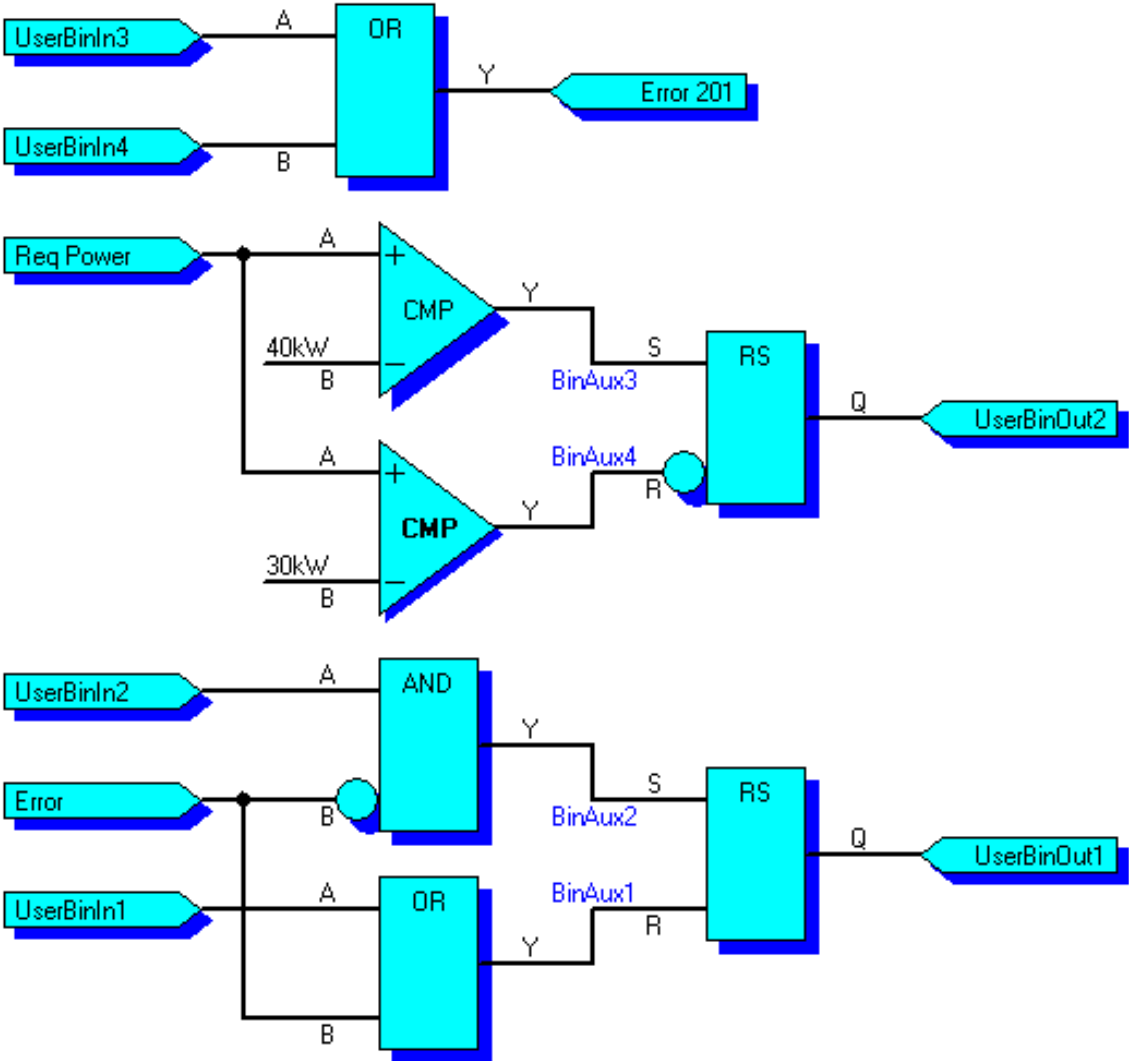 A
OR
UserBinIn3
Y
Error 201
UserBinIn4
B
A
Req Power
+
CMP
Y
40kW
−
B
S
RS
BinAux3
Q
UserBinOut2
A
BinAux4
+
R
CMP
Y
30kW
−
B
A
AND
UserBinIn2
Y
Error
B
S
RS
BinAux2
Q
UserBinOut1
A
OR
BinAux1
UserBinIn1
R
Y
B